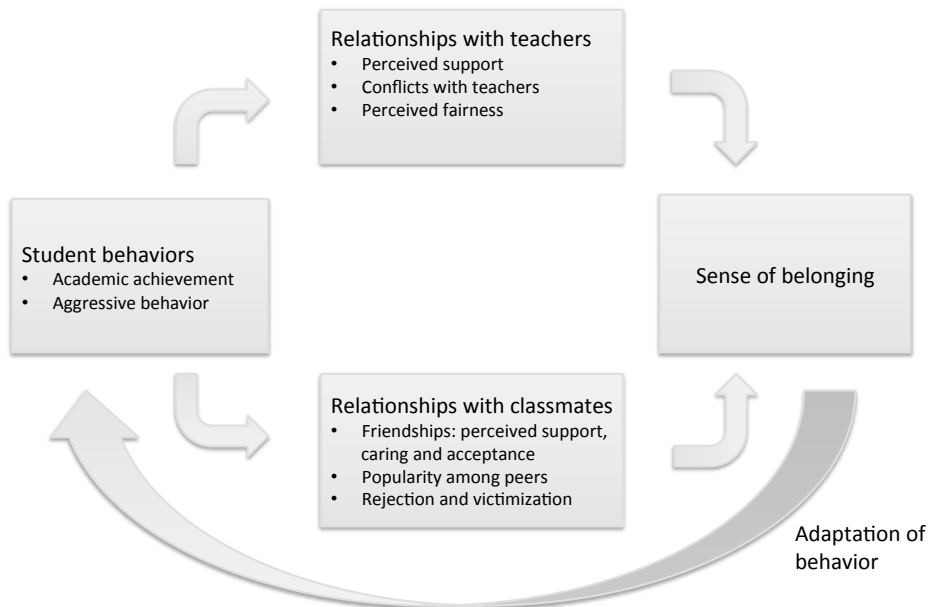 Relationships with teachers
• Perceived support
• Conflicts with teachers
• Perceived fairness
Student behaviors
• Academic achievement
• Aggressive behavior
Sense of belonging
Relationships with classmates
• Friendships: perceived support,
caring and acceptance
• Popularity among peers
• Rejection and victimization
Adaptation of
behavior